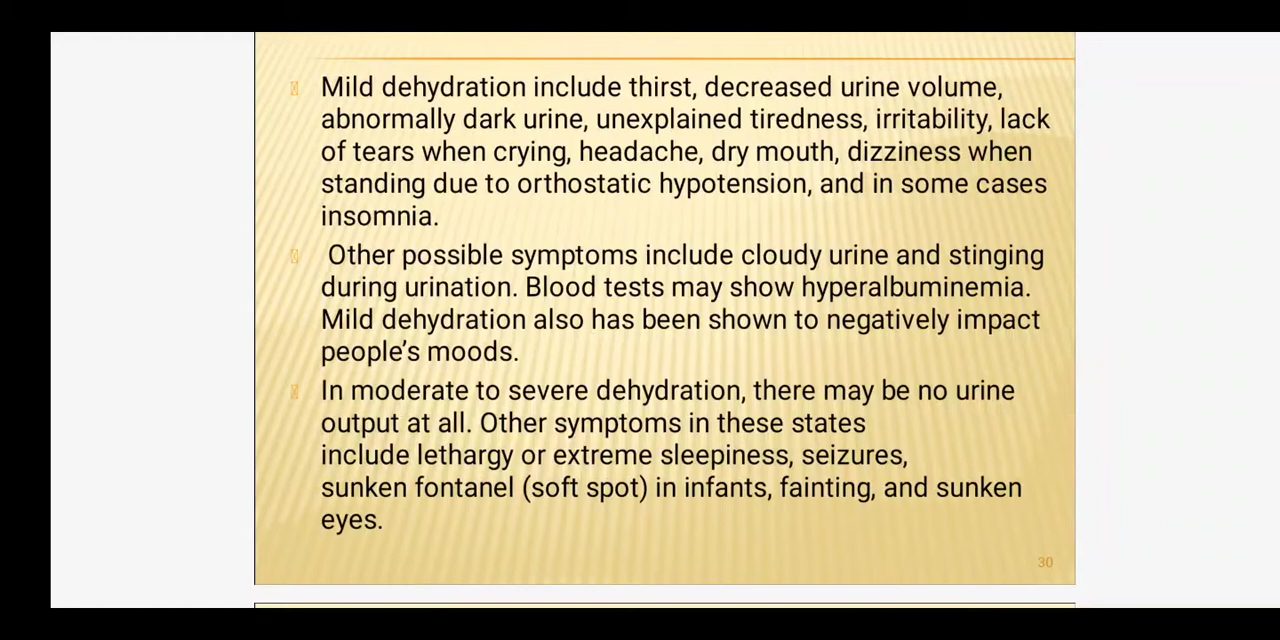 Mild dehydration include thirst, decreased urine volume,
abnormally dark urine, unexplained tiredness, irritability, lack
of tears when crying, headache, dry mouth, dizziness when
standing due to orthostatic hypotension, and in some cases
insomnia.
Other possible symptoms include cloudy urine and stinging
during urination. Blood tests may show hyperalbuminemia.
Mild dehydration also has been shown to negatively impact
people’s moods.
In moderate to severe dehydration, there may be no urine
output at all. Other symptoms in these states
include lethargy or extreme sleepiness, seizures,
sunken fontanel (soft spot) in infants, fainting, and sunken
eyes.
30